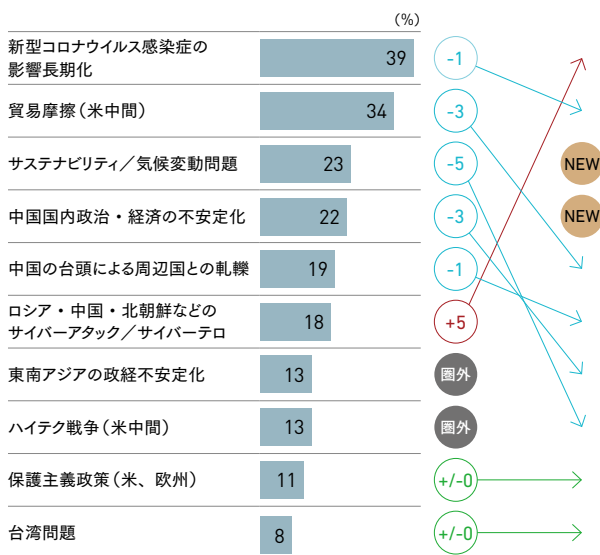 (%)
新型コロナウイルス感染症の
影響長期化
39
-1
貿易摩擦(米中間)
34
-3
サステナビリティ/気候変動問題
23
-5
NEW
中国国内政治・経済の不安定化
22
-3
NEW
中国の台頭による周辺国との軋轢
19
-1
ロシア・中国・北朝鮮などの
サイバーアタック/サイバーテロ
18
+5
東南アジアの政経不安定化
13
圏外
ハイテク戦争(米中間)
13
圏外
保護主義政策(米、欧州)
11
+/-0
台湾問題
8
+/-0